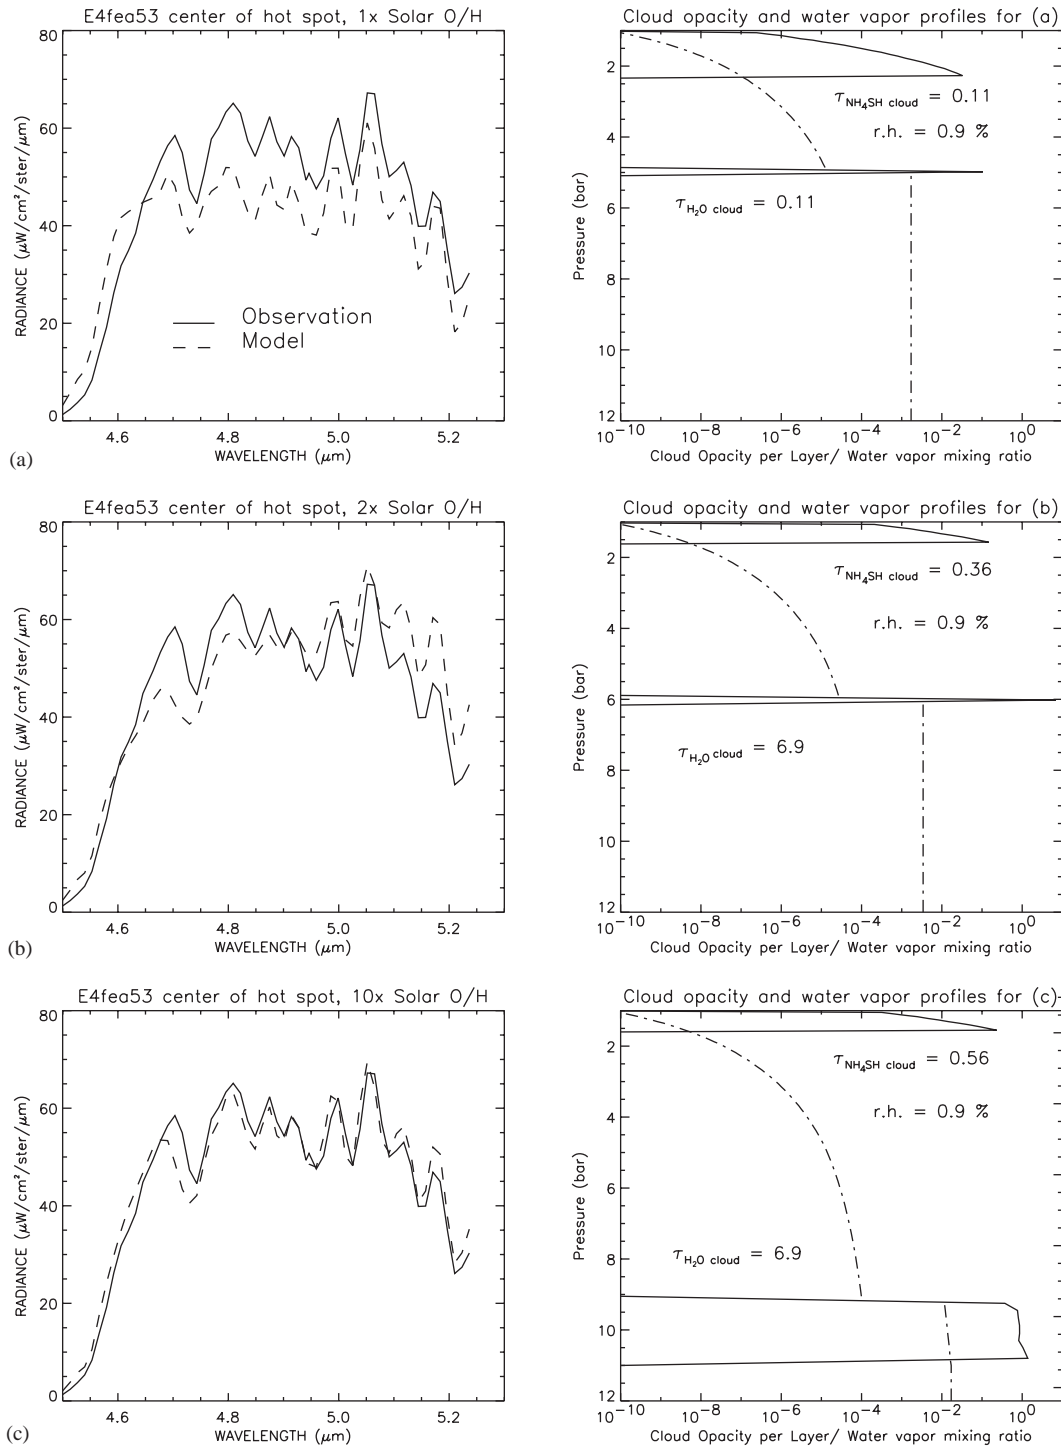 E4fea53 center of hot spot, 1x Solar O/H
80
60
40
20
0
RADIANCE (μW/cm²/ster/μm)
Observation
Model
4.6 4.8 5.0 5.2
WAVELENGTH (μm)
(a)
Cloud opacity and water vapor profiles for (a)
2
4
6
8
10
12
Pressure (bar)
τNH₄SH cloud = 0.11
r.h. = 0.9 %
τH₂O cloud = 0.11
10⁻¹⁰ 10⁻⁸ 10⁻⁶ 10⁻⁴ 10⁻² 10⁰
Cloud Opacity per Layer/ Water vapor mixing ratio
E4fea53 center of hot spot, 2x Solar O/H
80
60
40
20
0
RADIANCE (μW/cm²/ster/μm)
4.6 4.8 5.0 5.2
WAVELENGTH (μm)
(b)
Cloud opacity and water vapor profiles for (b)
2
4
6
8
10
12
Pressure (bar)
τNH₄SH cloud = 0.36
r.h. = 0.9 %
τH₂O cloud = 6.9
10⁻¹⁰ 10⁻⁸ 10⁻⁶ 10⁻⁴ 10⁻² 10⁰
Cloud Opacity per Layer/ Water vapor mixing ratio
E4fea53 center of hot spot, 10x Solar O/H
80
60
40
20
0
RADIANCE (μW/cm²/ster/μm)
4.6 4.8 5.0 5.2
WAVELENGTH (μm)
(c)
Cloud opacity and water vapor profiles for (c)
2
4
6
8
10
12
Pressure (bar)
τNH₄SH cloud = 0.56
r.h. = 0.9 %
τH₂O cloud = 6.9
10⁻¹⁰ 10⁻⁸ 10⁻⁶ 10⁻⁴ 10⁻² 10⁰
Cloud Opacity per Layer/ Water vapor mixing ratio